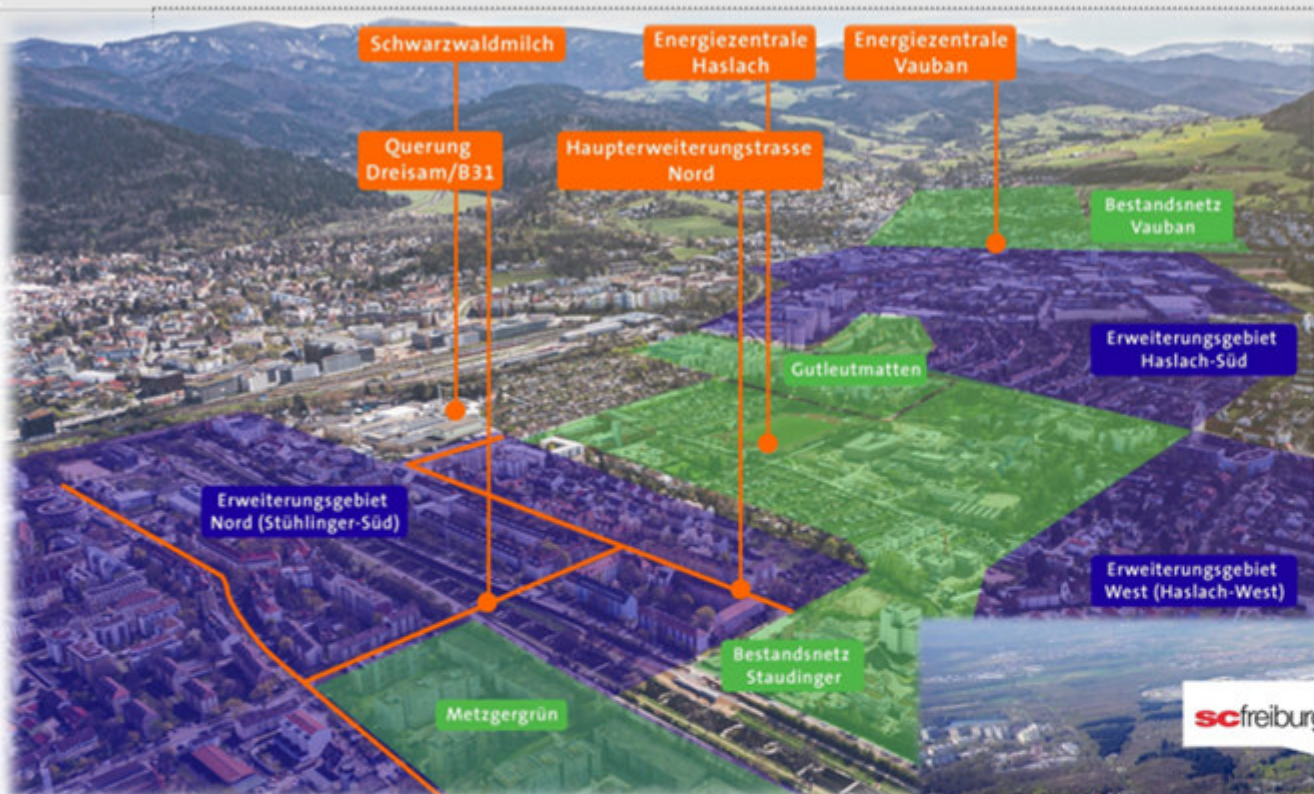 Schwarzwaldmilch
Energiezentrale
Haslach
Energiezentrale
Vauban
Querung
Dreisam/B31
Haupterweiterungstrasse
Nord
Bestandsnetz
Vauban
Erweiterungsgebiet
Haslach-Süd
Gutleutmatten
Erweiterungsgebiet
Nord (Stühlinger-Süd)
Erweiterungsgebiet
West (Haslach-West)
Bestandsnetz
Staudinger
Metzgergrün
scfreiburg